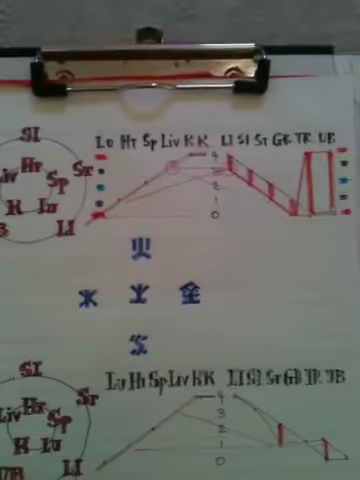 SI
Lu Ht Sp Liv K K LI SI St GB TR UB
Liv Ht Sp St
4
3
2
K Lu
1
B LI
0
火
木 土 金
水
SI
Lu Ht Sp Liv K K LI SI St GB TR UB
St
4
Liv Ht Sp
3
2
K Lu
1
UB LI
0